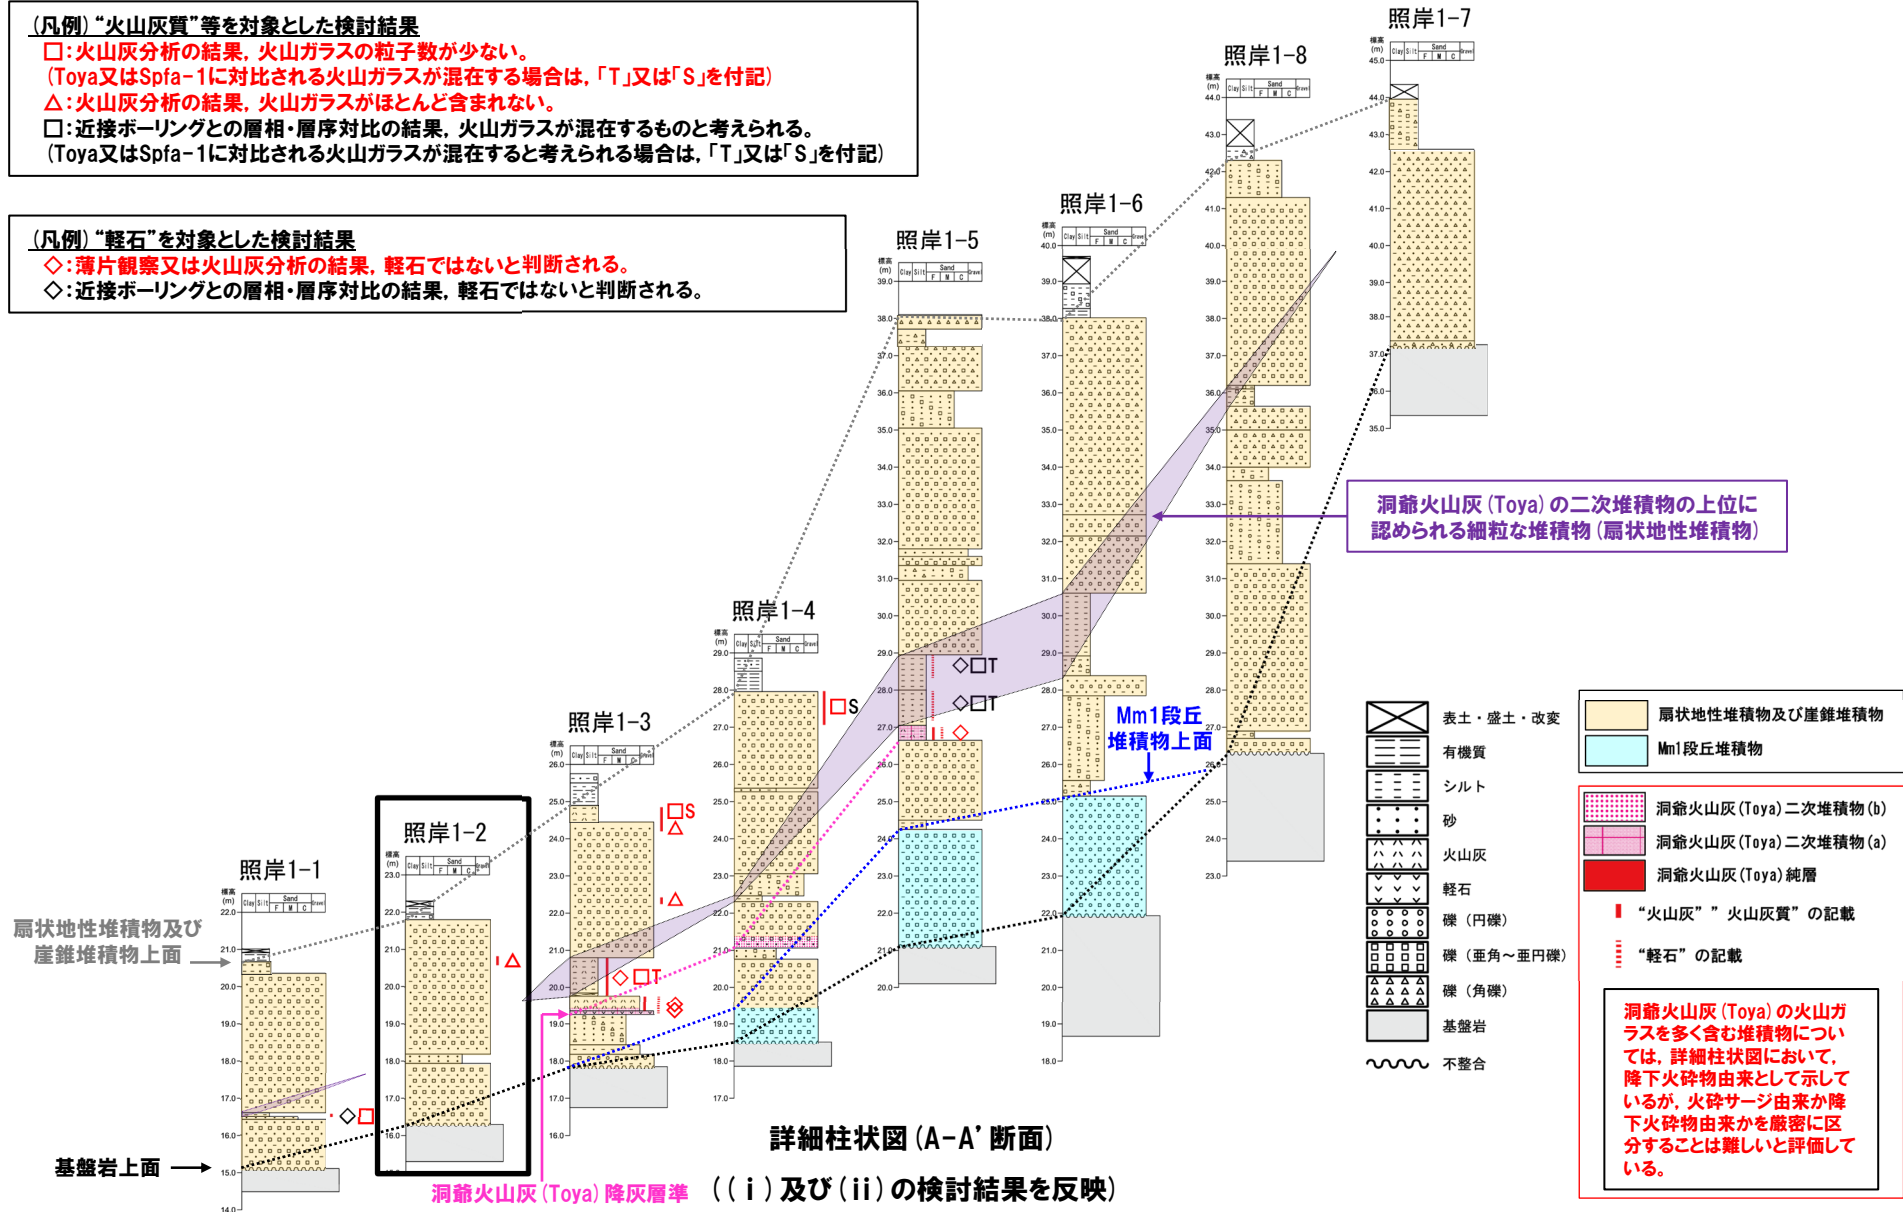 (凡例)“火山灰質”等を対象とした検討結果
□:火山灰分析の結果, 火山ガラスの粒子数が少ない。
(Toya又はSpfa-1に対比される火山ガラスが混在する場合は,「T」又は「S」を付記)
△:火山灰分析の結果, 火山ガラスがほとんど含まれない。
□:近接ボーリングとの層相・層序対比の結果, 火山ガラスが混在するものと考えられる。
(Toya又はSpfa-1に対比される火山ガラスが混在すると考えられる場合は,「T」又は「S」を付記)
(凡例)“軽石”を対象とした検討結果
◇:薄片観察又は火山灰分析の結果, 軽石ではないと判断される。
◇:近接ボーリングとの層相・層序対比の結果, 軽石ではないと判断される。
照岸1-7
照岸1-8
照岸1-6
照岸1-5
照岸1-4
照岸1-3
照岸1-2
照岸1-1
洞爺火山灰(Toya)の二次堆積物の上位に
認められる細粒な堆積物(扇状地性堆積物)
◇□T
◇□T
◇
□S
□S
△
△
◇□T
△
◇□
Mm1段丘
堆積物上面
扇状地性堆積物及び
崖錐堆積物上面
基盤岩上面
洞爺火山灰(Toya)降灰層準
詳細柱状図(A-A’断面)
((ⅰ)及び(ⅱ)の検討結果を反映)
表土・盛土・改変
有機質
シルト
砂
火山灰
軽石
礫(円礫)
礫(亜角～亜円礫)
礫(角礫)
基盤岩
不整合
扇状地性堆積物及び崖錐堆積物
Mm1段丘堆積物
洞爺火山灰(Toya)二次堆積物(b)
洞爺火山灰(Toya)二次堆積物(a)
洞爺火山灰(Toya)純層
“火山灰””火山灰質”の記載
“軽石”の記載
洞爺火山灰(Toya)の火山ガ
ラスを多く含む堆積物につい
ては, 詳細柱状図において,
降下火砕物由来として示して
いるが, 火砕サージ由来か降
下火砕物由来かを厳密に区
分することは難しいと評価して
いる。